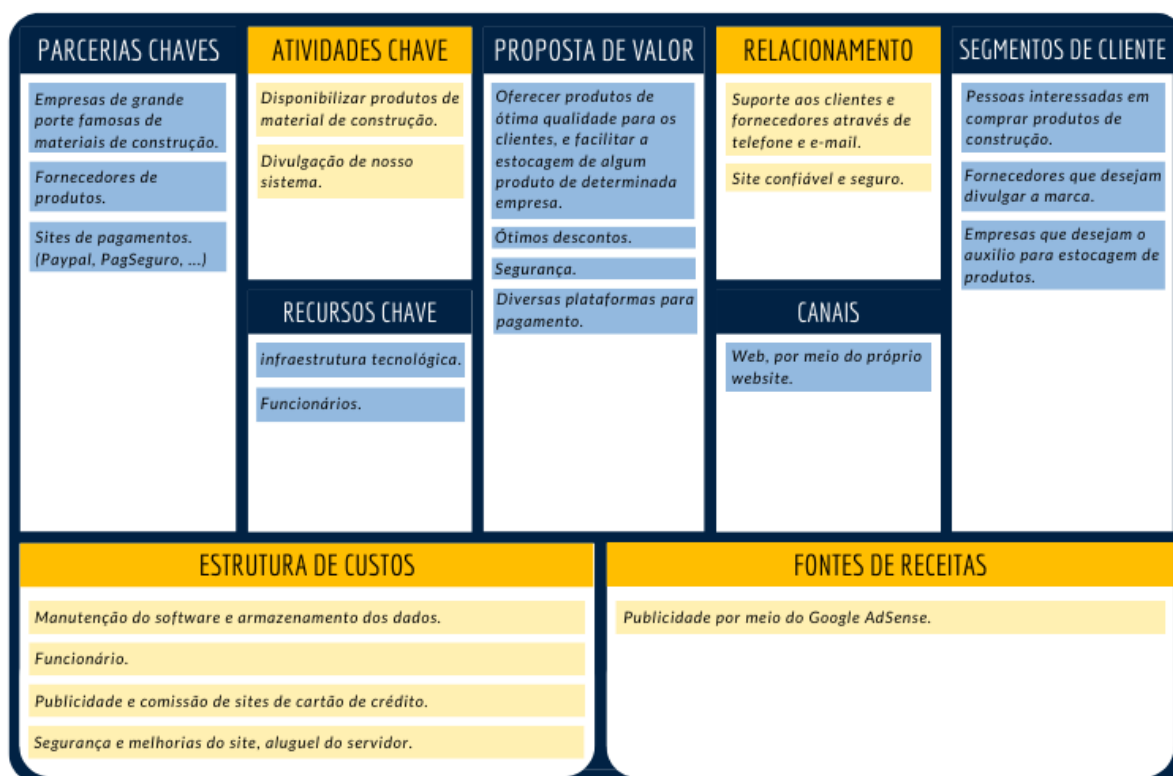 PARCERIAS CHAVES
Empresas de grande
porte famosas de
materiais de construção.
Fornecedores de
produtos.
Sites de pagamentos.
(Paypal, PagSeguro, ...)
ATIVIDADES CHAVE
Disponibilizar produtos de
material de construção.
Divulgação de nosso
sistema.
RECURSOS CHAVE
infraestrutura tecnológica.
Funcionários.
PROPOSTA DE VALOR
Oferecer produtos de
ótima qualidade para os
clientes, e facilitar a
estocagem de algum
produto de determinada
empresa.
Ótimos descontos.
Segurança.
Diversas plataformas para
pagamento.
RELACIONAMENTO
Suporte aos clientes e
fornecedores através de
telefone e e-mail.
Site confiável e seguro.
CANAIS
Web, por meio do próprio
website.
SEGMENTOS DE CLIENTE
Pessoas interessadas em
comprar produtos de
construção.
Fornecedores que desejam
divulgar a marca.
Empresas que desejam o
auxilio para estocagem de
produtos.
ESTRUTURA DE CUSTOS
Manutenção do software e armazenamento dos dados.
Funcionário.
Publicidade e comissão de sites de cartão de crédito.
Segurança e melhorias do site, aluguel do servidor.
FONTES DE RECEITAS
Publicidade por meio do Google AdSense.